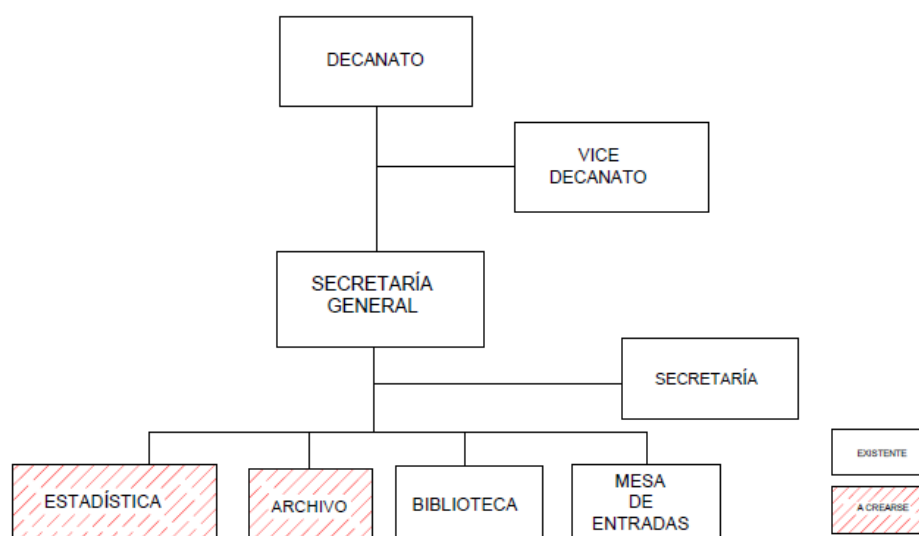 DECANATO
VICE
DECANATO
SECRETARÍA
GENERAL
SECRETARÍA
ESTADÍSTICA
ARCHIVO
BIBLIOTECA
MESA
DE
ENTRADAS
EXISTENTE
A CREARSE